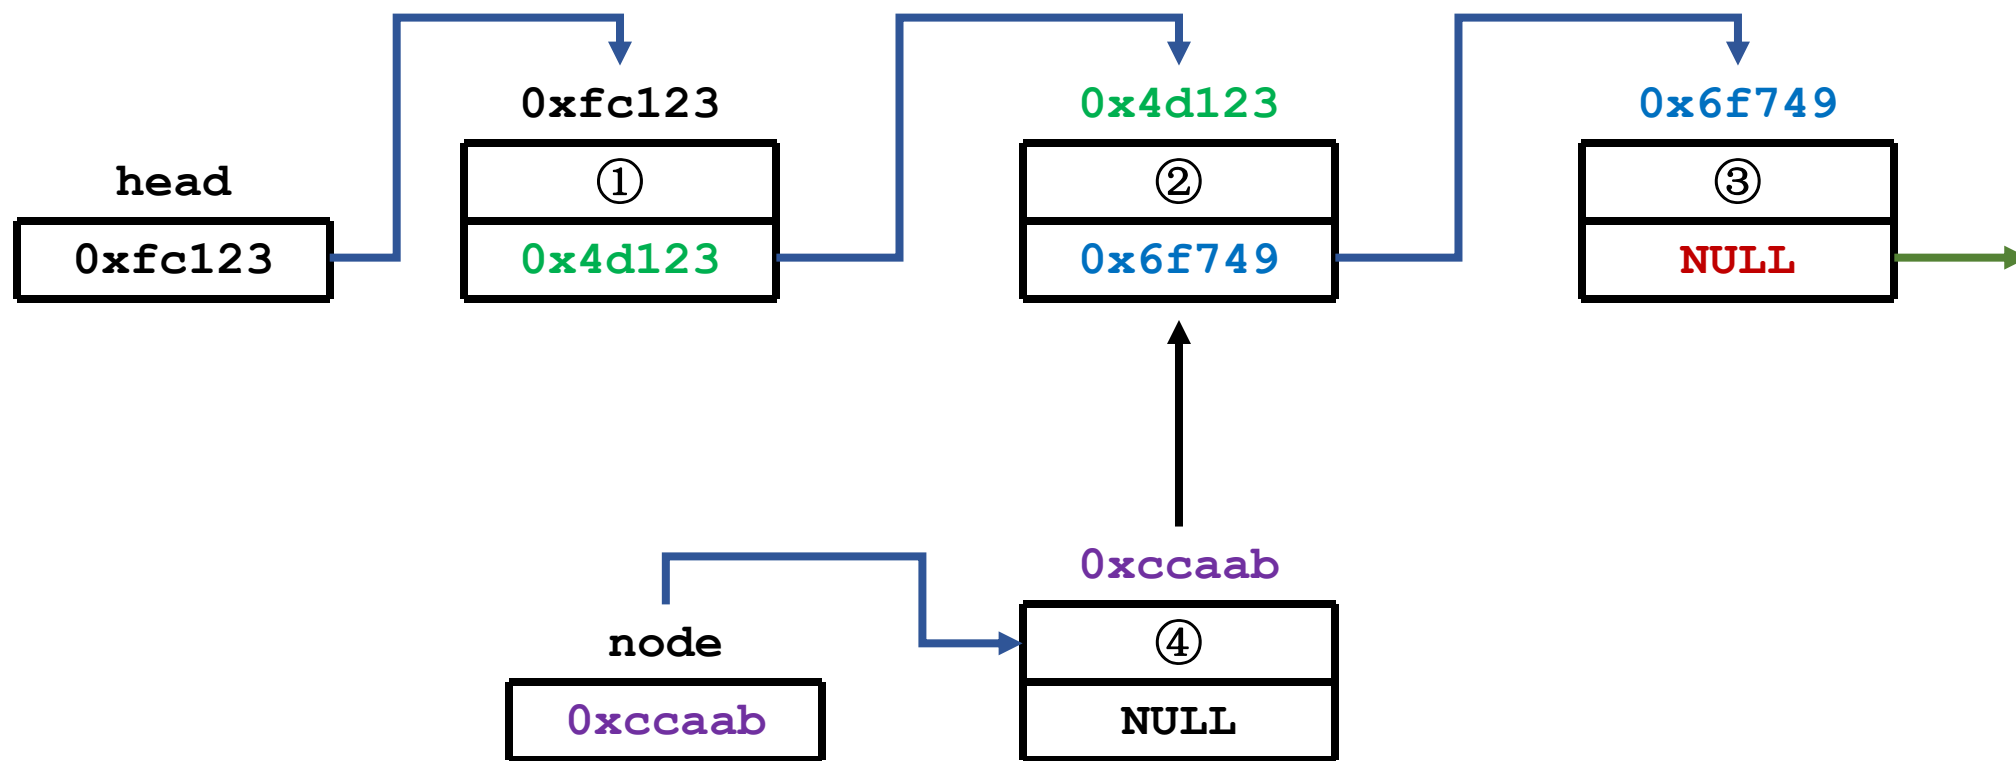 0xfc123
0x4d123
0x6f749
head
①
②
③
0xfc123
0x4d123
0x6f749
NULL
0xccaab
node
④
0xccaab
NULL